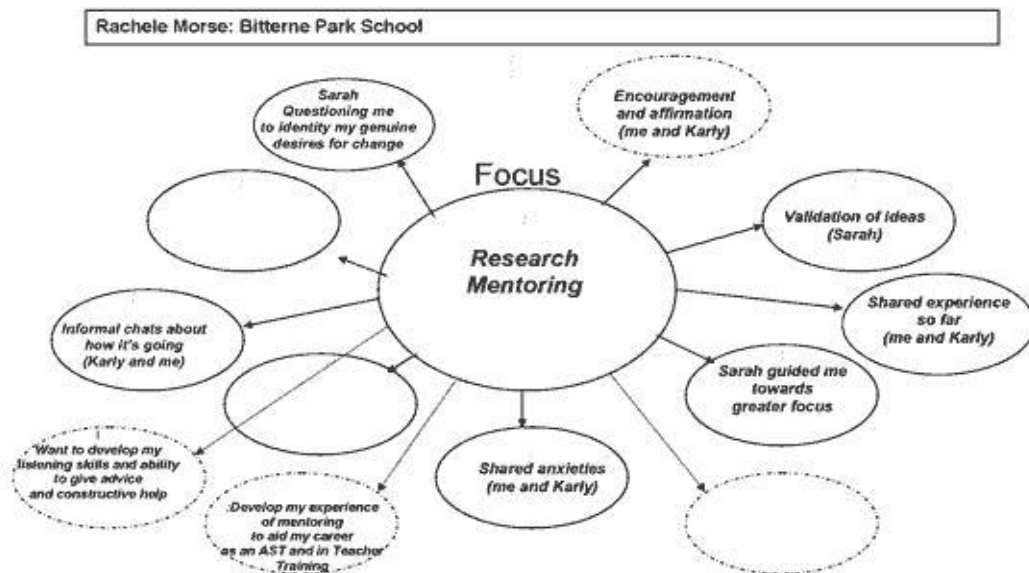 Rachele Morse: Bitterne Park School
Sarah
Questioning me
to identity my genuine
desires for change
Encouragement
and affirmation
(me and Karly)
Focus
Research
Mentoring
Validation of ideas
(Sarah)
Informal chats about
how it's going
(Karly and me)
Shared experience
so far
(me and Karly)
Sarah guided me
towards
greater focus
"Want to develop my
listening skills and ability
to give advice
and constructive help
Shared anxieties
(me and Karly)
:Develop my experience
of mentoring
to aid my career
as an AST and in Teacher
Training